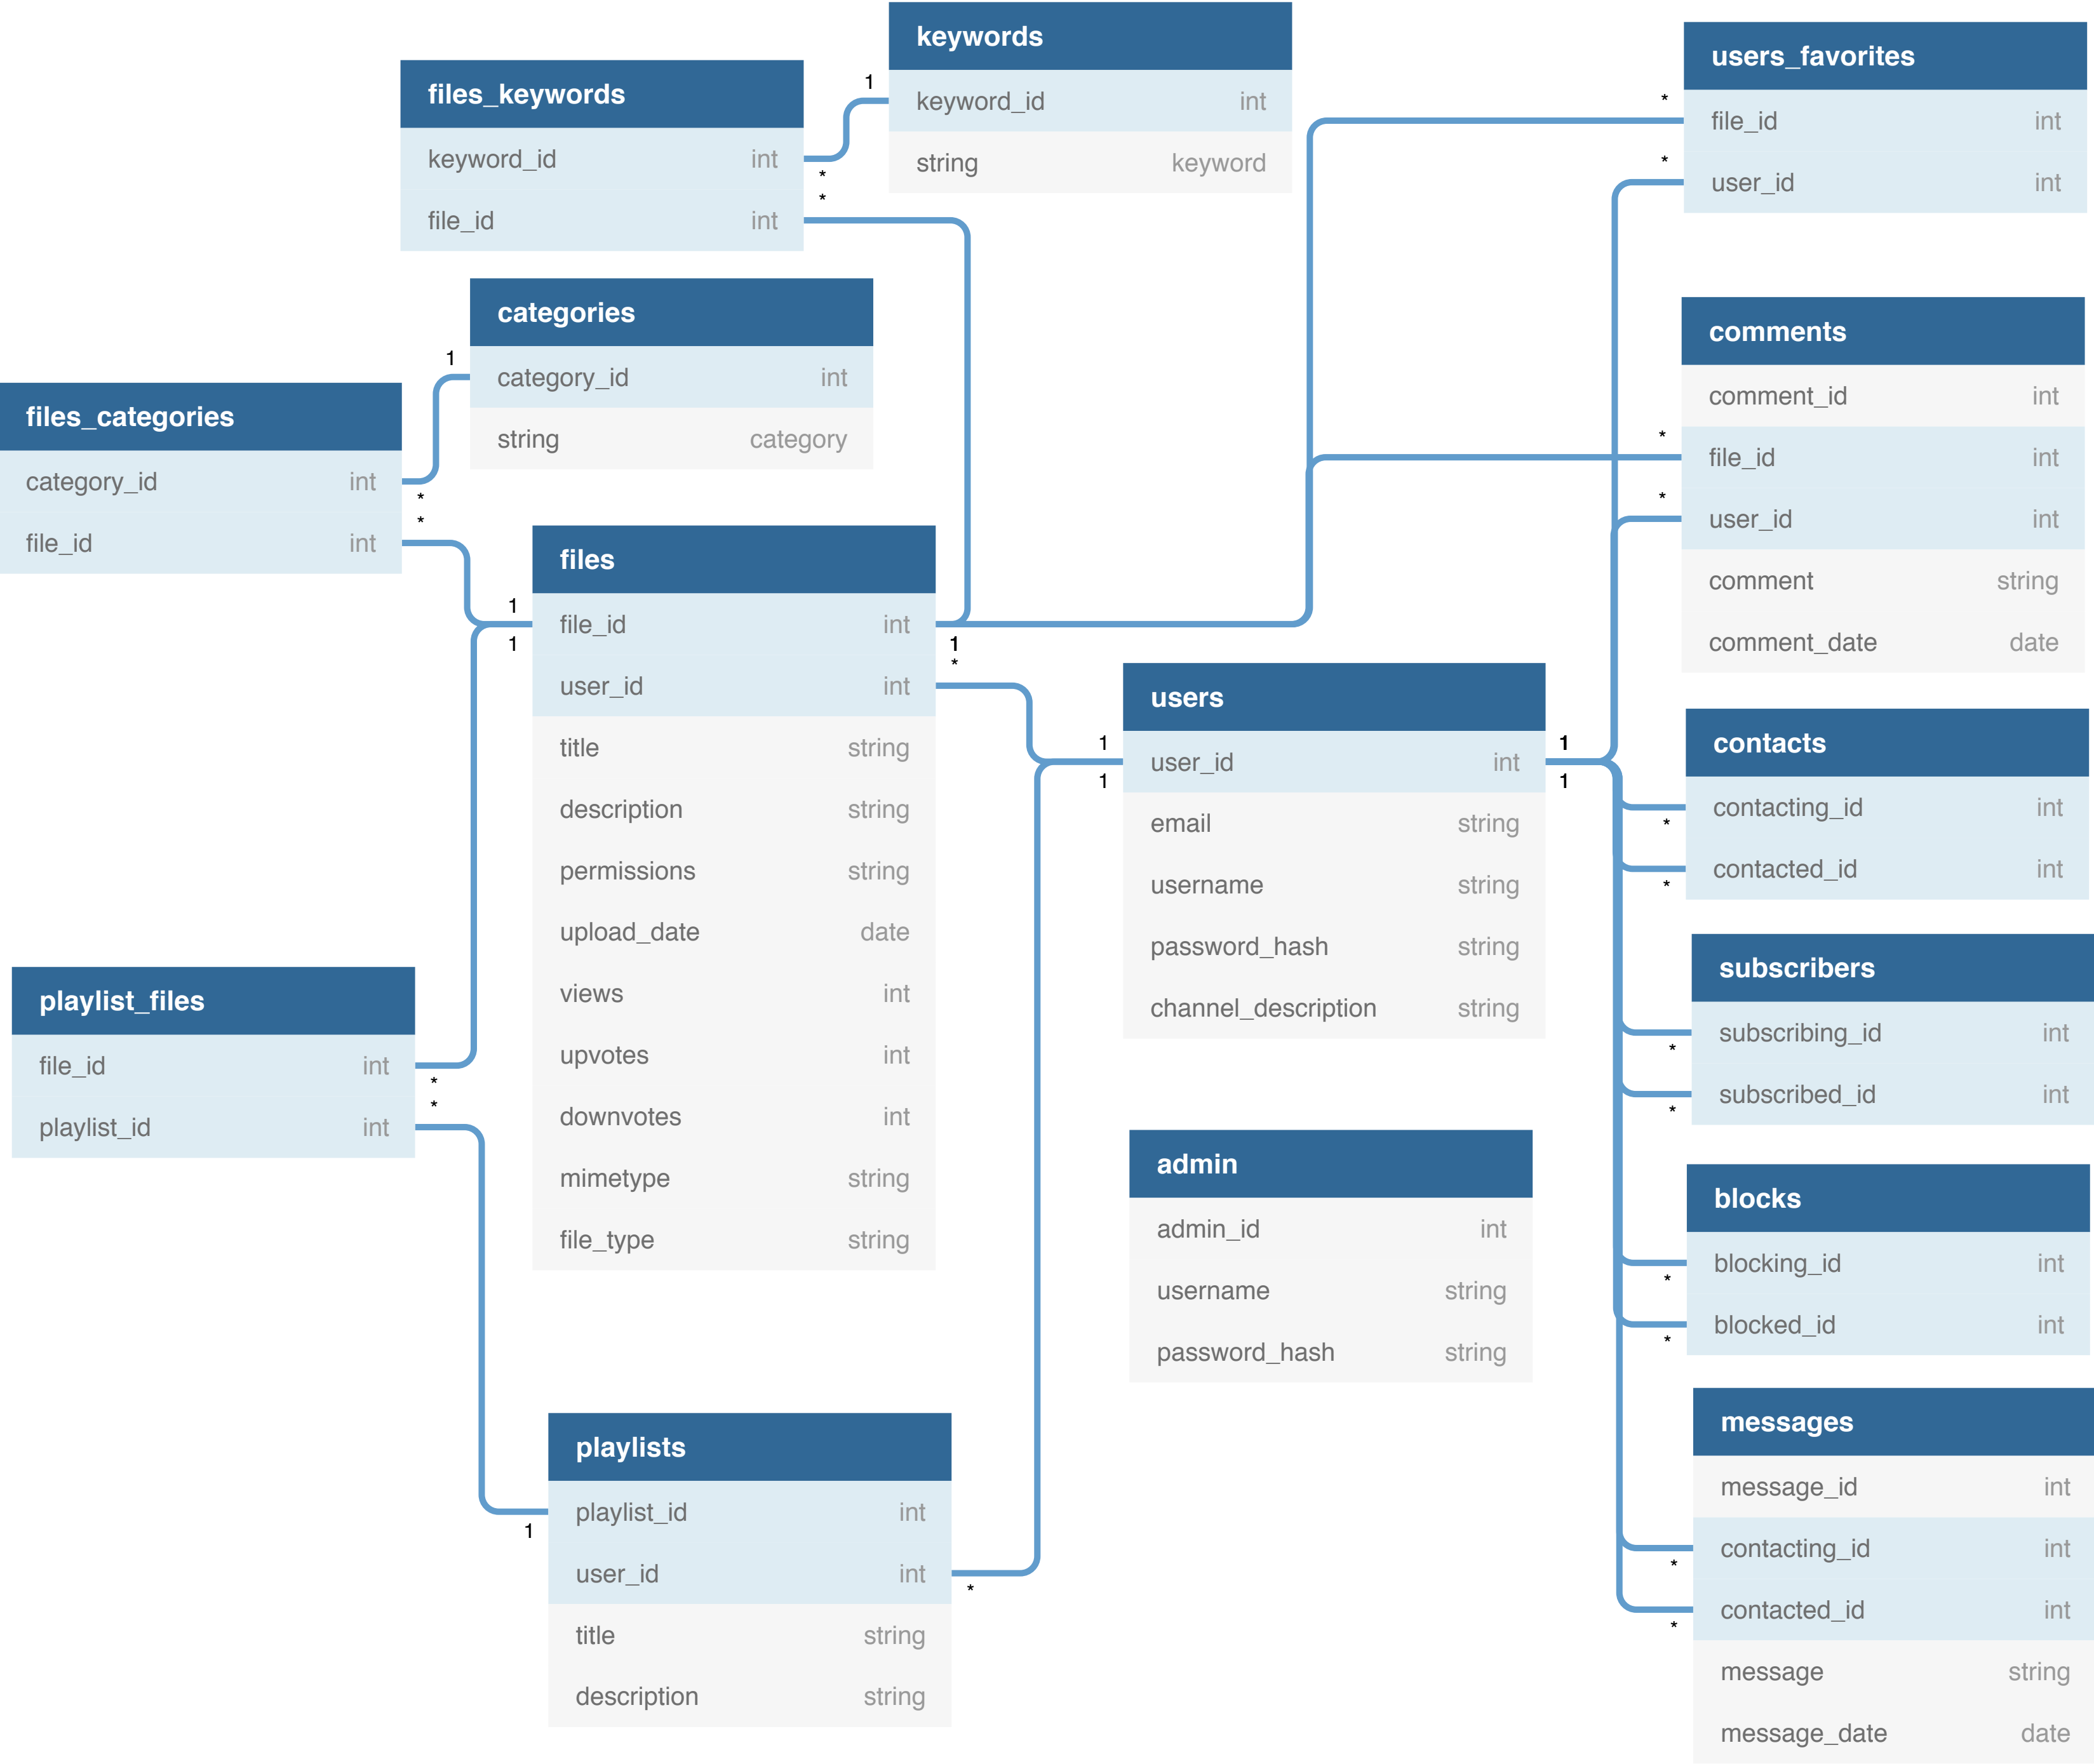 keywords
keyword_id int
string keyword
1
files_keywords
keyword_id int
*
*
file_id int
users_favorites
*
file_id int
*
user_id int
categories
1
category_id int
string category
files_categories
category_id int
*
*
file_id int
comments
comment_id int
*
file_id int
*
user_id int
comment string
comment_date date
files
1
file_id int
1
1
*
user_id int
title string
description string
permissions string
upload_date date
views int
upvotes int
downvotes int
mimetype string
file_type string
users
1
1
user_id int
1
1
email string
username string
password_hash string
channel_description string
contacts
contacting_id int
*
contacted_id int
*
subscribers
subscribing_id int
*
subscribed_id int
*
playlist_files
file_id int
*
*
playlist_id int
admin
admin_id int
username string
password_hash string
blocks
blocking_id int
*
blocked_id int
*
playlists
playlist_id int
1
user_id int
*
title string
description string
messages
message_id int
contacting_id int
*
contacted_id int
*
message string
message_date date